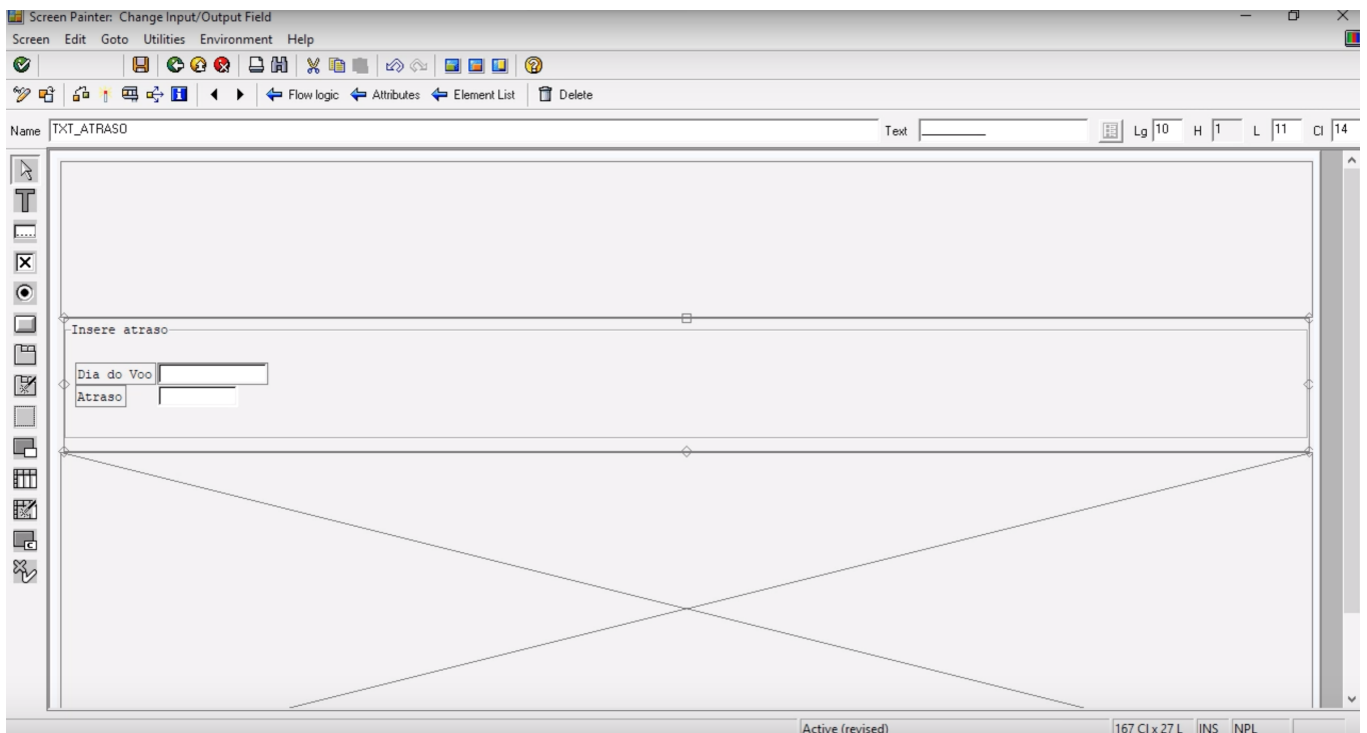 Screen Painter: Change Input/Output Field
Screen Edit Goto Utilities Environment Help
Flow logic Attributes Element List Delete
Name TXT_ATRASO Text __________ Lg 10 H 1 L 11 Cl 14
Insere atraso
Dia do Voo
Atraso
Active (revised) 167 Cl x 27 L INS NPL